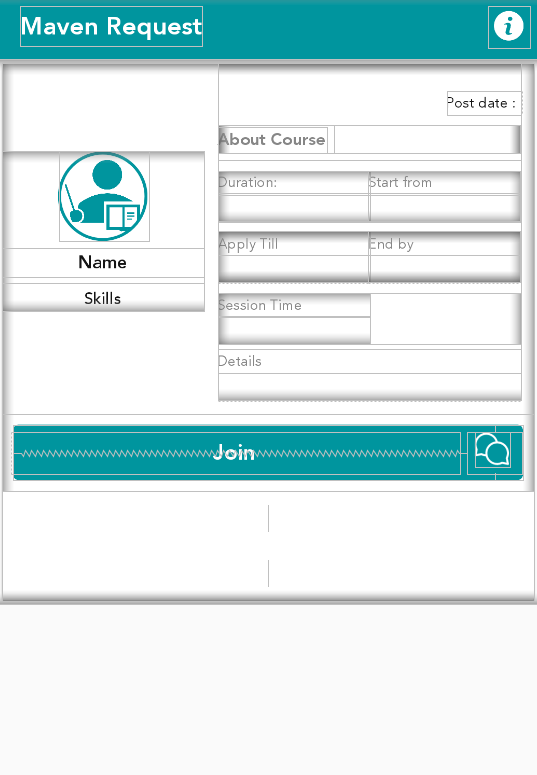 Maven Request
Post date :
About Course
Duration:
Start from
Name
Apply Till
End by
Skills
Session Time
Details
Join